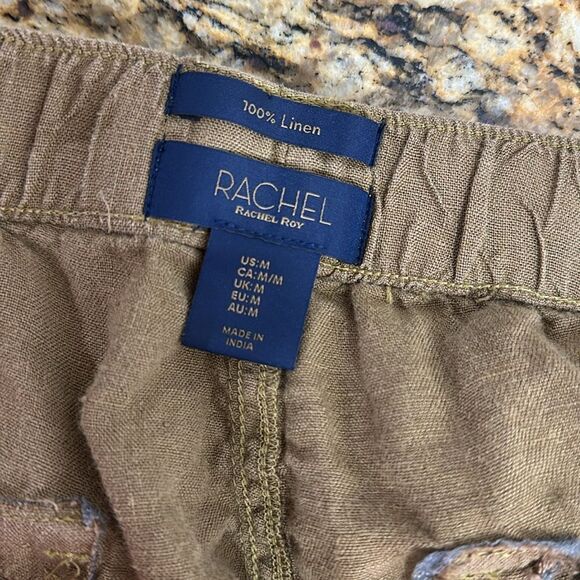 100% Linen
RACHEL
RACHEL ROY
US:M
CA:M/M
UK:M
EU:M
AU:M
MADE IN
INDIA